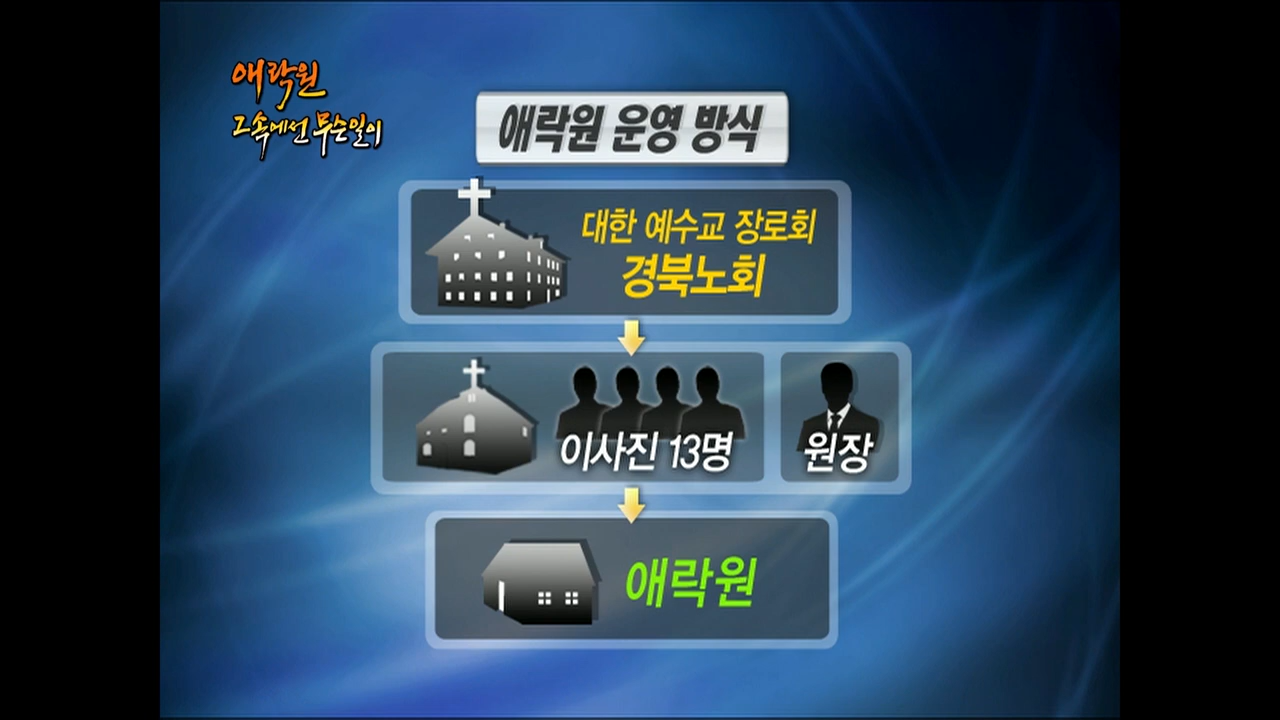 애락원
그속에선 무슨일이
애락원 운영 방식
대한 예수교 장로회
경북노회
이사진 13명
원장
애락원